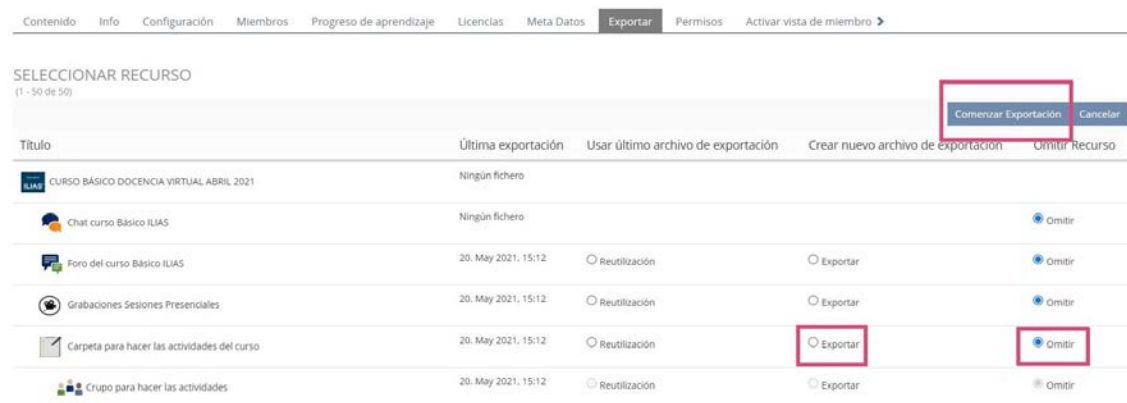 Contenido Info Configuración Miembros Progreso de aprendizaje Licencias Meta Datos Exportar Permisos Activar vista de miembro
SELECCIONAR RECURSO
(1 - 50 de 50)
Comenzar Exportación Cancelar
Título Última exportación Usar último archivo de exportación Crear nuevo archivo de exportación Omitir Recurso
ILIAS CURSO BÁSICO DOCENCIA VIRTUAL ABRIL 2021 Ningún fichero
Chat curso Básico ILIAS Ningún fichero Omitir
Foro del curso Básico ILIAS 20. May 2021, 15:12 Reutilización Exportar Omitir
Grabaciones Sesiones Presenciales 20. May 2021, 15:12 Reutilización Exportar Omitir
Carpeta para hacer las actividades del curso 20. May 2021, 15:12 Reutilización Exportar Omitir
Crupo para hacer las actividades 20. May 2021, 15:12 Reutilización Exportar Omitir